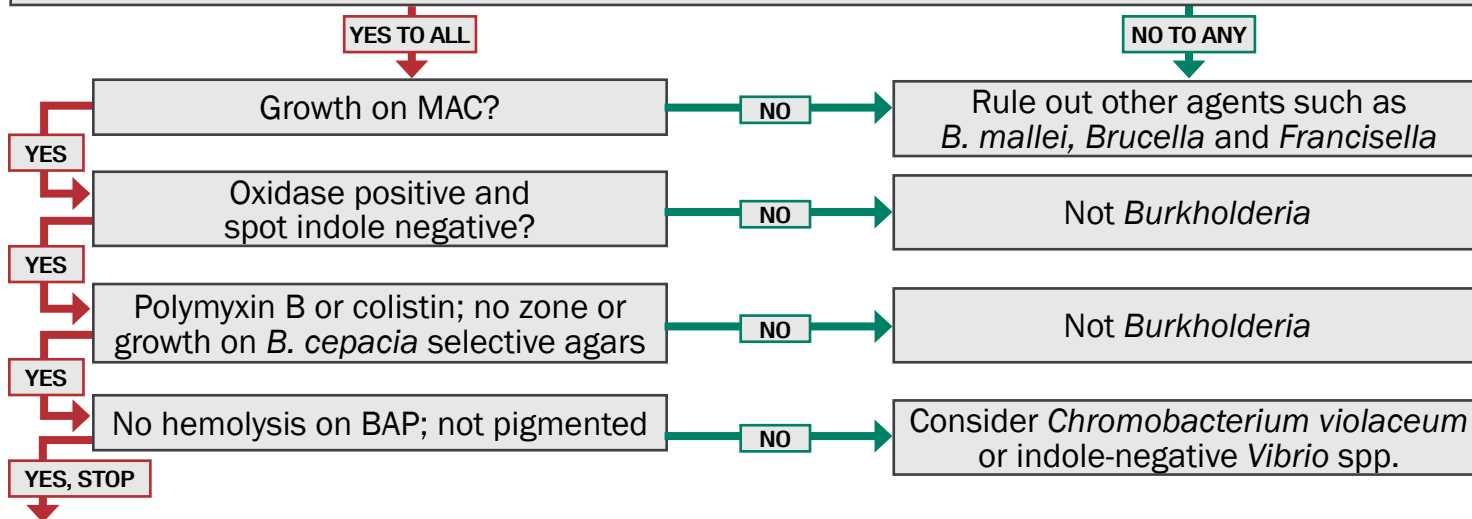 YES TO ALL
NO TO ANY
Growth on MAC?
NO
Rule out other agents such as
B. mallei, Brucella and Francisella
YES
Oxidase positive and
spot indole negative?
NO
Not Burkholderia
YES
Polymyxin B or colistin; no zone or
growth on B. cepacia selective agars
NO
Not Burkholderia
YES
No hemolysis on BAP; not pigmented
NO
Consider Chromobacterium violaceum
or indole-negative Vibrio spp.
YES, STOP